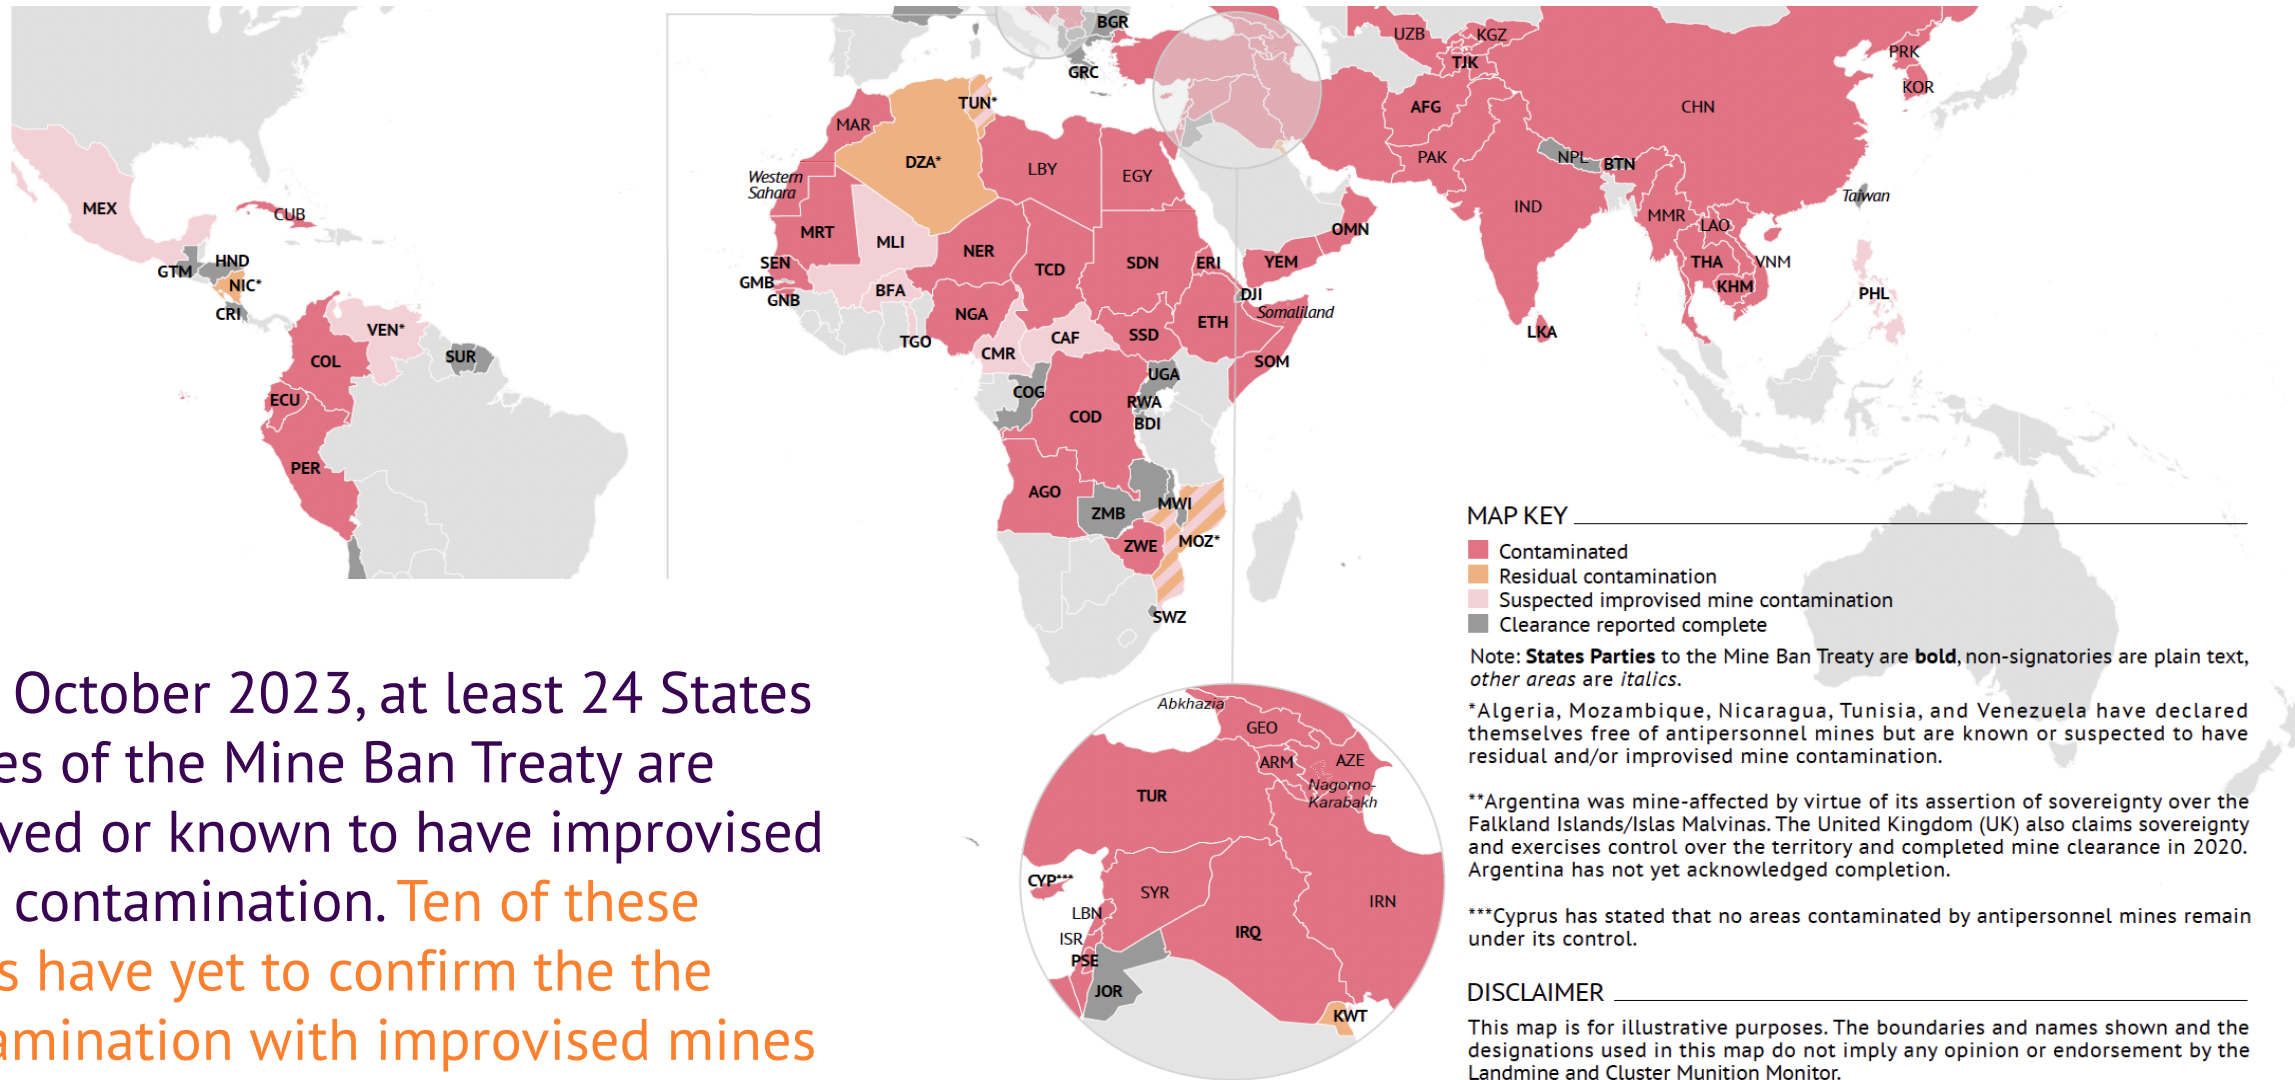 BGR
GRC
UZB
KGZ
TJK
PRK
KOR
AFG
CHN
PAK
NPL
BTN
IND
Taiwan
MMR
LAO
THA
VNM
KHM
PHL
LKA
MEX
CUB
GTM
HND
NIC*
CRI
VEN*
COL
SUR
ECU
PER
MAR
TUN*
DZA*
LBY
EGY
Western
Sahara
MRT
MLI
NER
TCD
SDN
ERI
YEM
OMN
SEN
GMB
GNB
BFA
NGA
DJI
Somaliland
ETH
TGO
CMR
CAF
SSD
SOM
UGA
COG
RWA
COD
BDI
AGO
ZMB
MWI
ZWE
MOZ*
SWZ
October 2023, at least 24 States
es of the Mine Ban Treaty are
ved or known to have improved
contamination. Ten of these
s have yet to confirm the the
amination with improvised mines
Abkhazia
GEO
ARM
AZE
Nagorno-
Karabakh
TUR
CYP***
SYR
LBN
ISR
PSE
JOR
IRQ
IRN
KWT
MAP KEY
Contaminated
Residual contamination
Suspected improvised mine contamination
Clearance reported complete
Note: States Parties to the Mine Ban Treaty are bold, non-signatories are plain text,
other areas are italics.
*Algeria, Mozambique, Nicaragua, Tunisia, and Venezuela have declared
themselves free of antipersonnel mines but are known or suspected to have
residual and/or improvised mine contamination.
**Argentina was mine-affected by virtue of its assertion of sovereignty over the
Falkland Islands/Islas Malvinas. The United Kingdom (UK) also claims sovereignty
and exercises control over the territory and completed mine clearance in 2020.
Argentina has not yet acknowledged completion.
***Cyprus has stated that no areas contaminated by antipersonnel mines remain
under its control.
DISCLAIMER
This map is for illustrative purposes. The boundaries and names shown and the
designations used in this map do not imply any opinion or endorsement by the
Landmine and Cluster Munition Monitor.